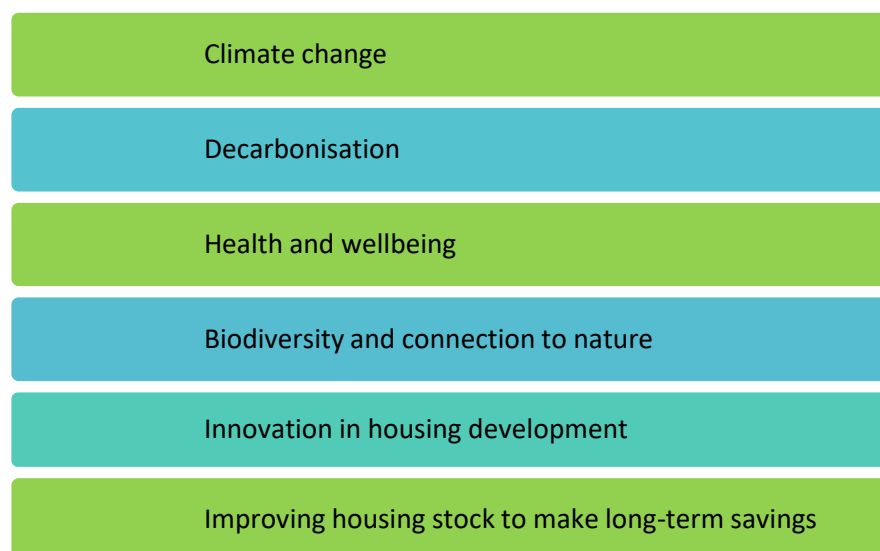 Climate change
Decarbonisation
Health and wellbeing
Biodiversity and connection to nature
Innovation in housing development
Improving housing stock to make long-term savings